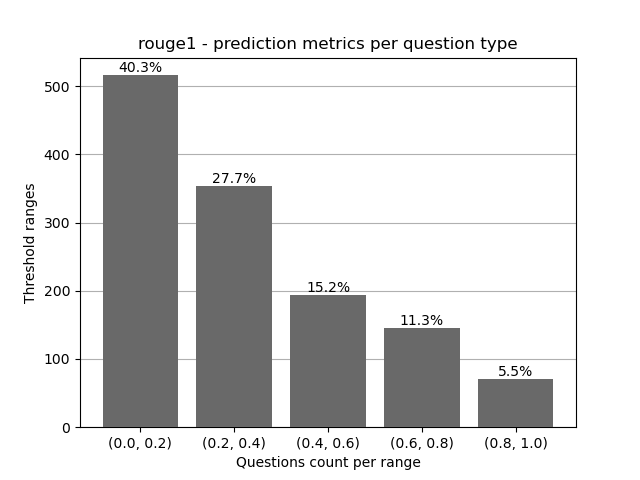 rouge1 - prediction metrics per question type
40.3%
27.7%
15.2%
11.3%
5.5%
500
400
300
200
100
0
Threshold ranges
(0.0, 0.2) (0.2, 0.4) (0.4, 0.6) (0.6, 0.8) (0.8, 1.0)
Questions count per range